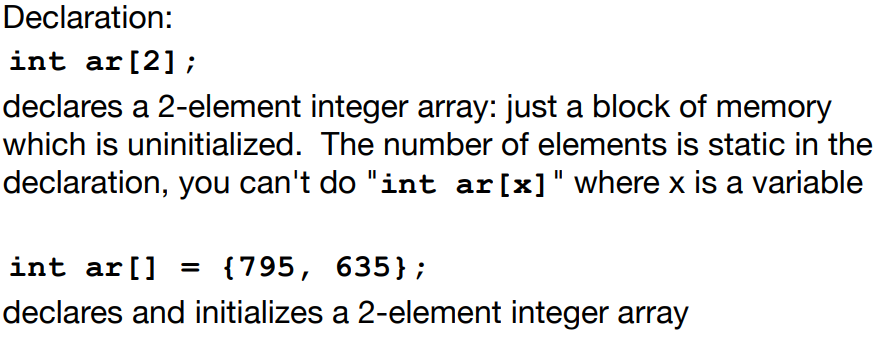 Declaration:
int ar[2];
declares a 2-element integer array: just a block of memory
which is uninitialized.  The number of elements is static in the
declaration, you can't do "int ar[x]" where x is a variable
int ar[] = {795, 635};
declares and initializes a 2-element integer array